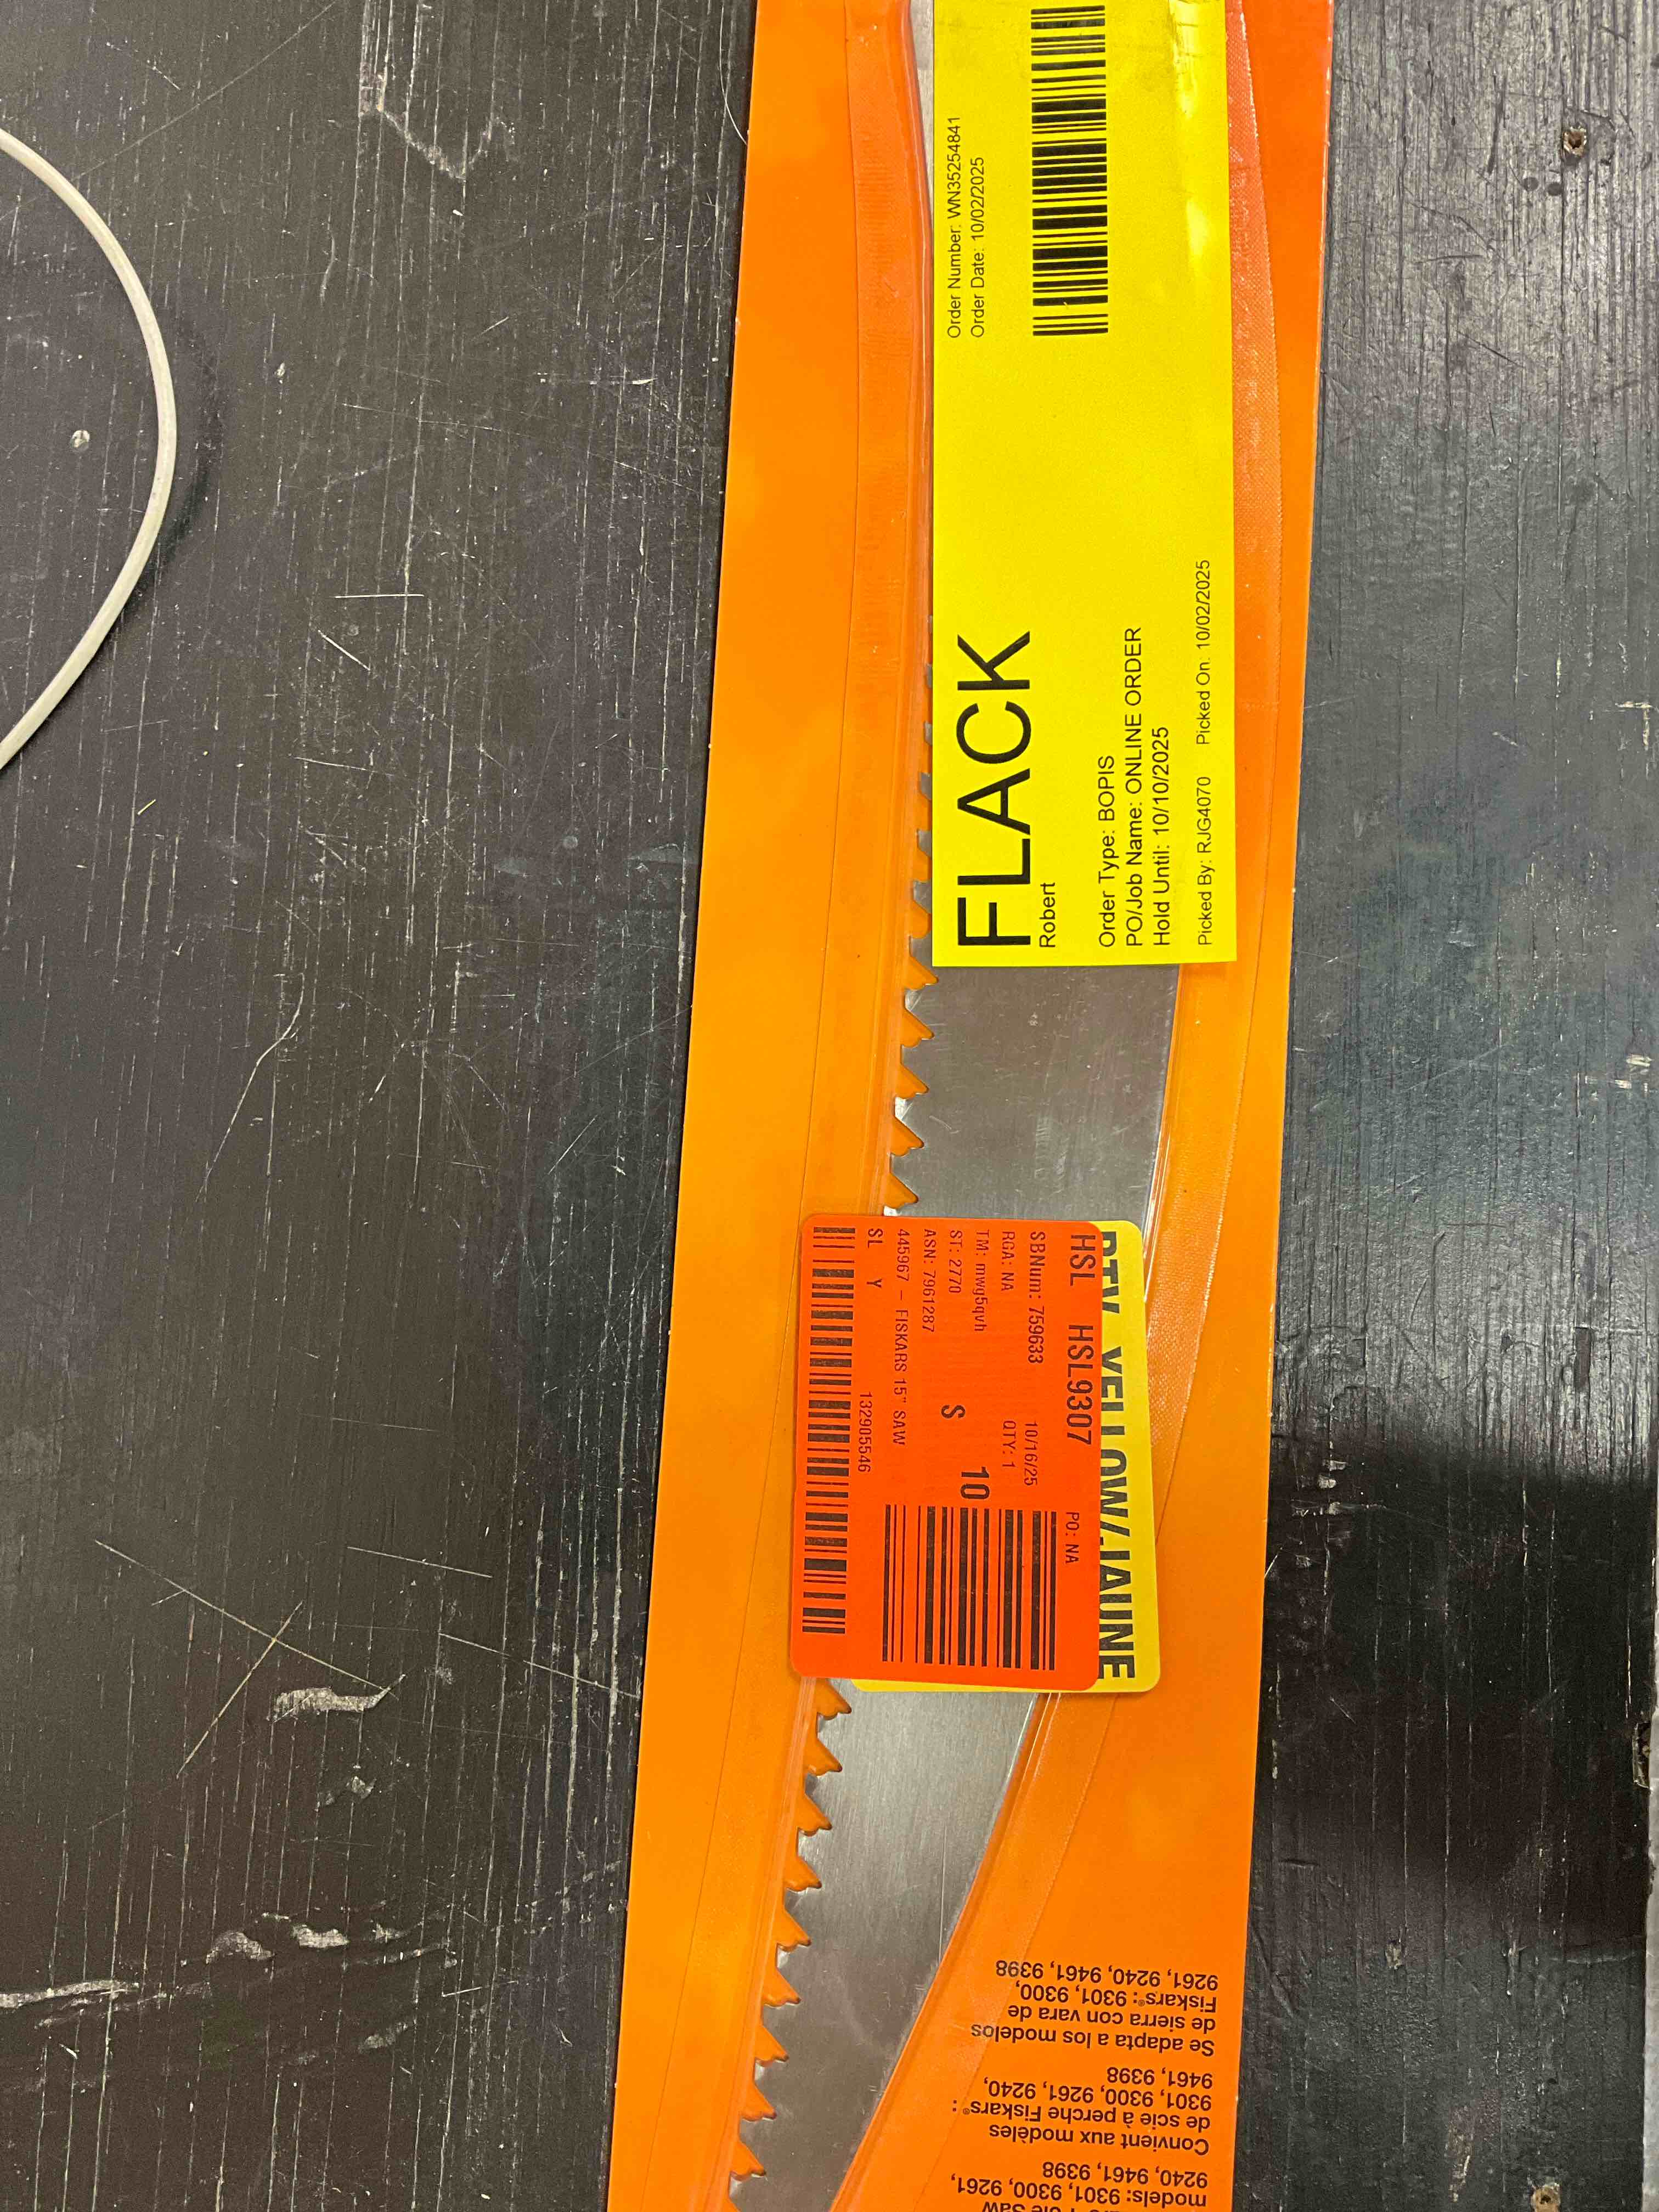 Order Number: WN35254841
Order Date: 10/02/2025
FLACK
Robert
Order Type: BOPIS
PO/Job Name: ONLINE ORDER
Hold Until: 10/10/2025
Picked By: RJG4070 Picked On: 10/02/2025
RTV YELLOW-JAUNE
HSL HSL9307 PO: NA
SBNum: 759633 10/16/25
RGA: NA QTY: 1
TM: mwg5qvh
ST: 2770 S 10
ASN: 7961287
445967 - FISKARS 15" SAW
SL Y 132905546
models: 9301, 9300, 9261,
9240, 9461, 9398
Convient aux modèles
de scie à perche Fiskars® :
9301, 9300, 9261, 9240,
9461, 9398
Se adapta a los modelos
de sierra con vara de
Fiskars®: 9301, 9300,
9261, 9240, 9461, 9398